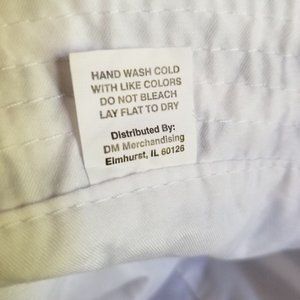 HAND WASH COLD
WITH LIKE COLORS
DO NOT BLEACH
LAY FLAT TO DRY
Distributed By:
DM Merchandising
Elmhurst, IL 60126